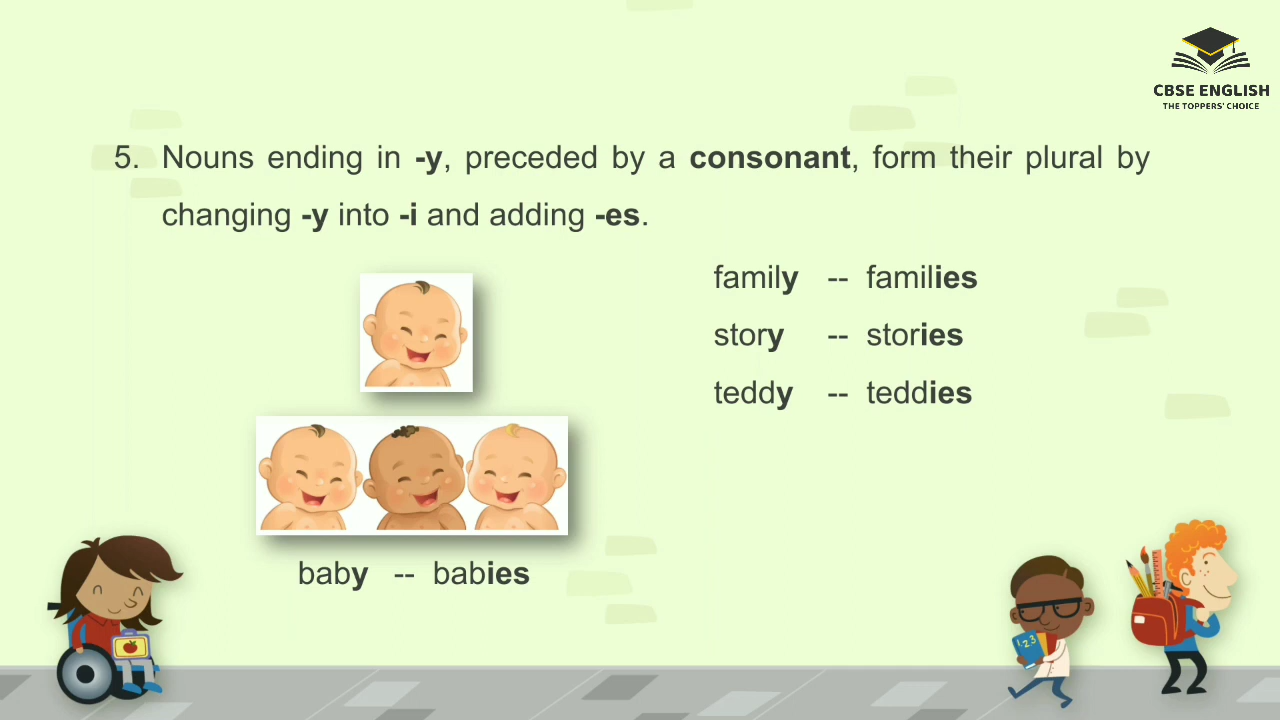 CBSE ENGLISH
THE TOPPERS' CHOICE
5. Nouns ending in -y, preceded by a consonant, form their plural by
changing -y into -i and adding -es.
family -- families
story -- stories
teddy -- teddies
baby -- babies
123